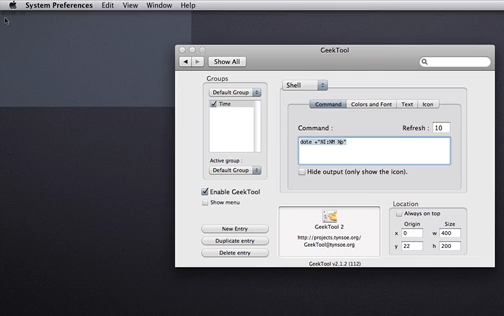 System Preferences Edit View Window Help
GeekTool
Show All
Groups
Default Group
Time
Active group :
Default Group
Enable GeekTool
Show menu
New Entry
Duplicate entry
Delete entry
Shell
Command Colors and Font Text Icon
Command : Refresh : 10
date +"%I:%M %p"
Hide output (only show the icon).
GeekTool 2
http://projects.tynsoe.org/
GeekTool@tynsoe.org
GeekTool v2.1.2 (112)
Location
Always on top
Origin Size
x 0 w 400
y 22 h 200